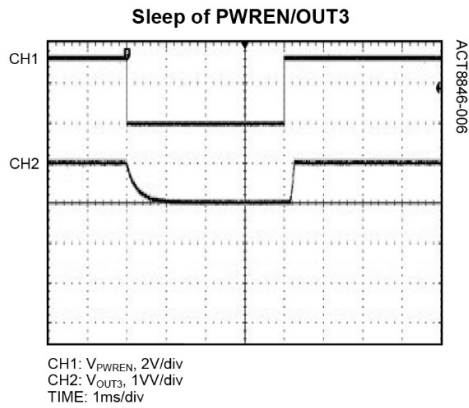 Sleep of PWREN/OUT3
CH1
CH2
ACT8846-006
CH1: VPWREN, 2V/div
CH2: VOUT3, 1VV/div
TIME: 1ms/div